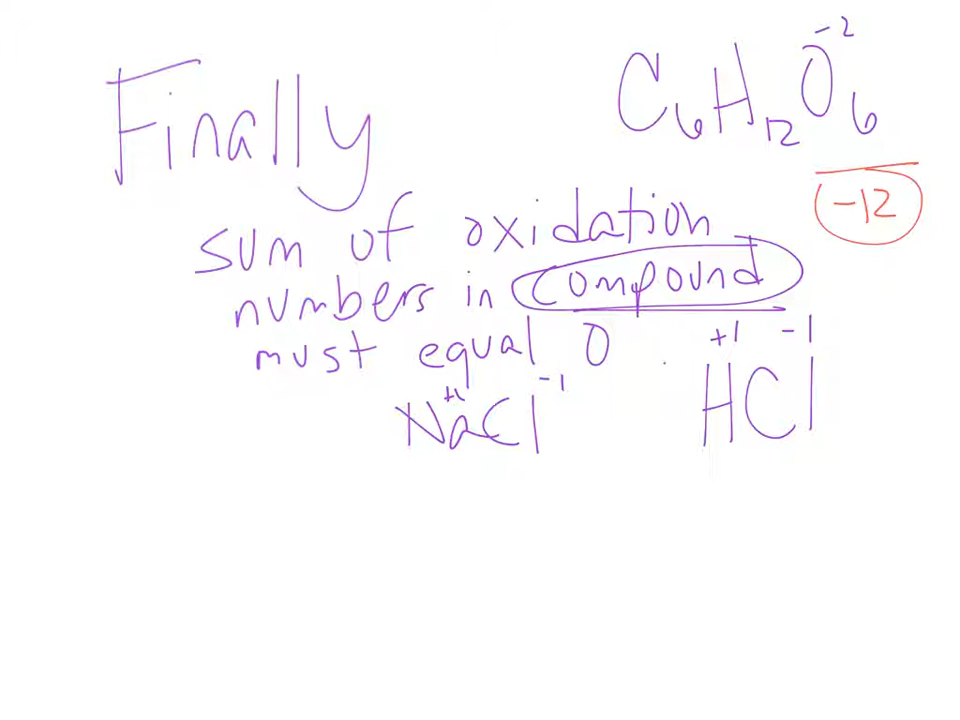 Finally
C6H12O6 -2
-12
sum of oxidation
numbers in compound
must equal 0
+1 -1
NaCl
+1 -1
HCl